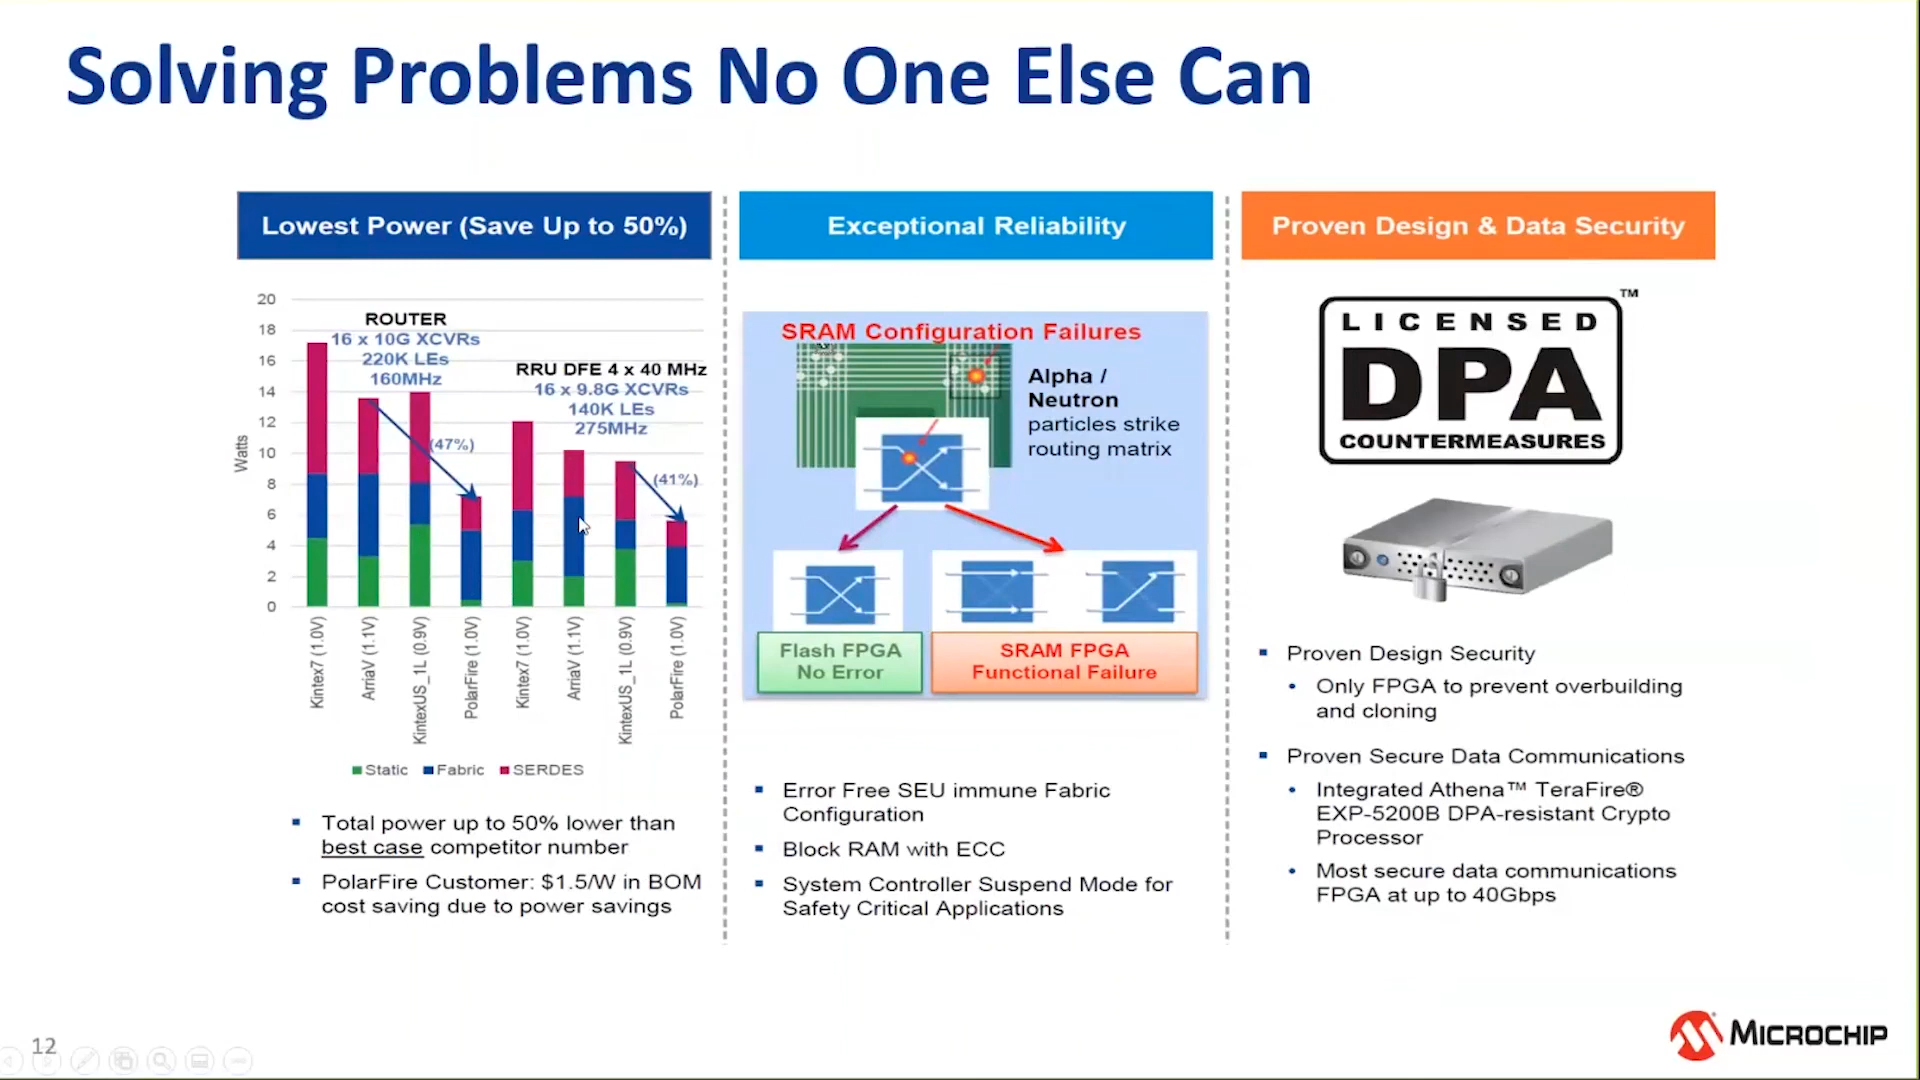 Solving Problems No One Else Can
Lowest Power (Save Up to 50%)
20
18
16
14
12
10
8
6
4
2
0
Watts
ROUTER
16 x 10G XCVRs
220K LEs
160MHz
(47%)
RRU DFE 4 x 40 MHz
16 x 9.8G XCVRs
140K LEs
275MHz
(41%)
Kintex7 (1.0V)
ArriaV (1.1V)
KintexUS_1L (0.9V)
PolarFire (1.0V)
Kintex7 (1.0V)
ArriaV (1.1V)
KintexUS_1L (0.9V)
PolarFire (1.0V)
Static
Fabric
SERDES
Total power up to 50% lower than
best case competitor number
PolarFire Customer: $1.5/W in BOM
cost saving due to power savings
Exceptional Reliability
SRAM Configuration Failures
Alpha /
Neutron
particles strike
routing matrix
Flash FPGA
No Error
SRAM FPGA
Functional Failure
Error Free SEU immune Fabric
Configuration
Block RAM with ECC
System Controller Suspend Mode for
Safety Critical Applications
Proven Design & Data Security
LICENSED
DPA
COUNTERMEASURES
TM
Proven Design Security
Only FPGA to prevent overbuilding
and cloning
Proven Secure Data Communications
Integrated Athena™ TeraFire®
EXP-5200B DPA-resistant Crypto
Processor
Most secure data communications
FPGA at up to 40Gbps
12
MICROCHIP